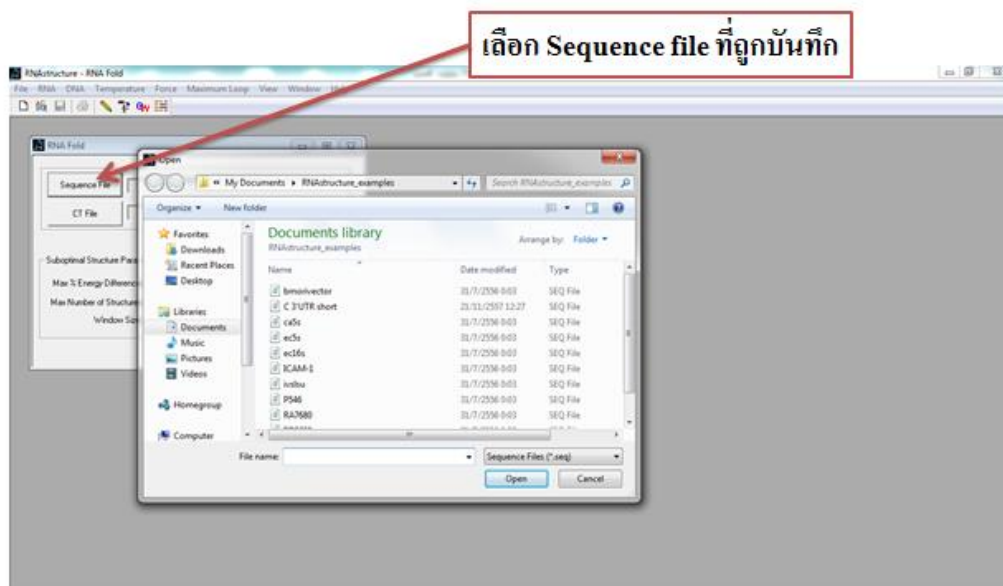 เลือก Sequence file ที่ถูกบันทึก
RNAstructure - RNA Fold
File RNA DNA Temperature Force Maximum Loop View Window
RNA Fold
Sequence File
CT File
Suboptimal Structure
Max % Energy Difference
Max Number of Structure
Window
Open
« My Documents ▸ RNAstructure_examples
Search RNAstructure_examples
Organize New folder
Favorites
Downloads
Recent Places
Desktop
Libraries
Documents
Music
Pictures
Videos
Homegroup
Computer
Documents library
RNAstructure_examples
Arrange by: Folder
Name Date modified Type
bmorivector 31/7/2556 0:03 SEQ File
C 3'UTR short 21/11/2557 12:27 SEQ File
ca5s 31/7/2556 0:03 SEQ File
ec5s 31/7/2556 0:03 SEQ File
ec16s 31/7/2556 0:03 SEQ File
ICAM-1 31/7/2556 0:03 SEQ File
ivslsu 31/7/2556 0:03 SEQ File
P546 31/7/2556 0:03 SEQ File
RA7680 31/7/2556 0:03 SEQ File
File name:
Sequence Files (*.seq)
Open Cancel